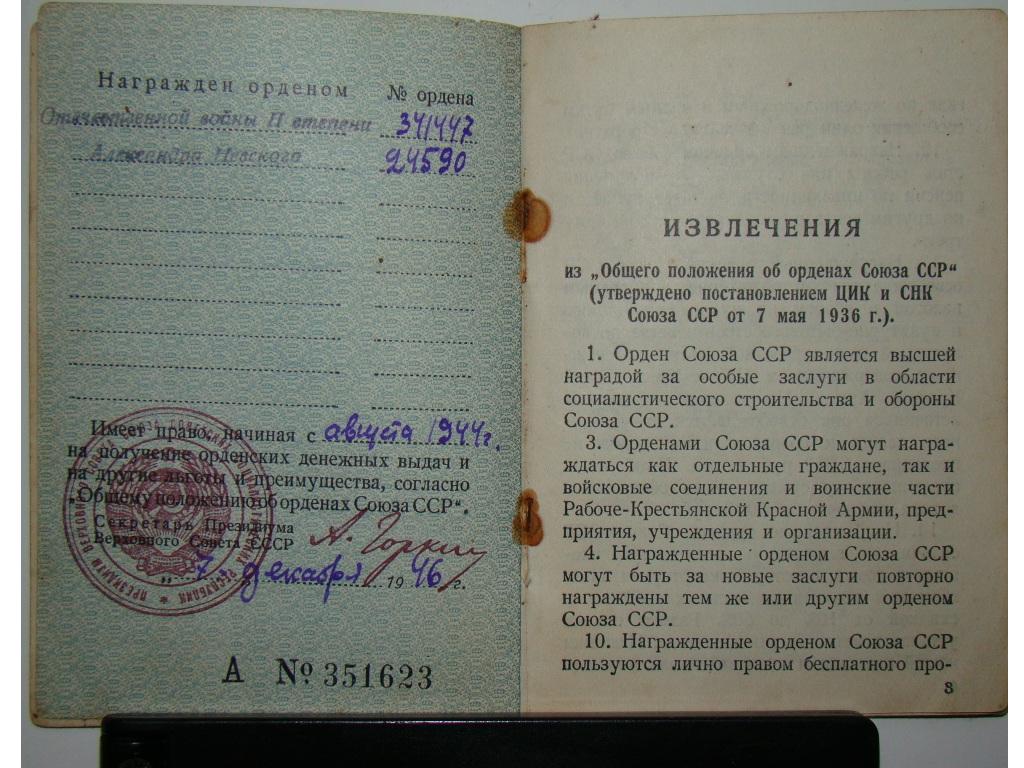 Награжден орденом № ордена
Отечественной войны II степени 341447
Александра Невского 24590
Имеет право, начиная с августа 1944 г.
на получение орденских денежных выдач и
на другие льготы и преимущества, согласно
„Общему положению об орденах Союза ССР“.
Секретарь Президиума
Верховного Совета СССР А. Горкин
„7 декабря 1946 г.
А № 351623
ИЗВЛЕЧЕНИЯ
из „Общего положения об орденах Союза ССР“
(утверждено постановлением ЦИК и СНК
Союза ССР от 7 мая 1936 г.).
1. Орден Союза ССР является высшей
наградой за особые заслуги в области
социалистического строительства и обороны
Союза ССР.
3. Орденами Союза ССР могут награ-
ждаться как отдельные граждане, так и
войсковые соединения и воинские части
Рабоче-Крестьянской Красной Армии, пред-
приятия, учреждения и организации.
4. Награжденные орденом Союза ССР
могут быть за новые заслуги повторно
награждены тем же или другим орденом
Союза ССР.
10. Награжденные орденом Союза ССР
пользуются лично правом бесплатного про-
3